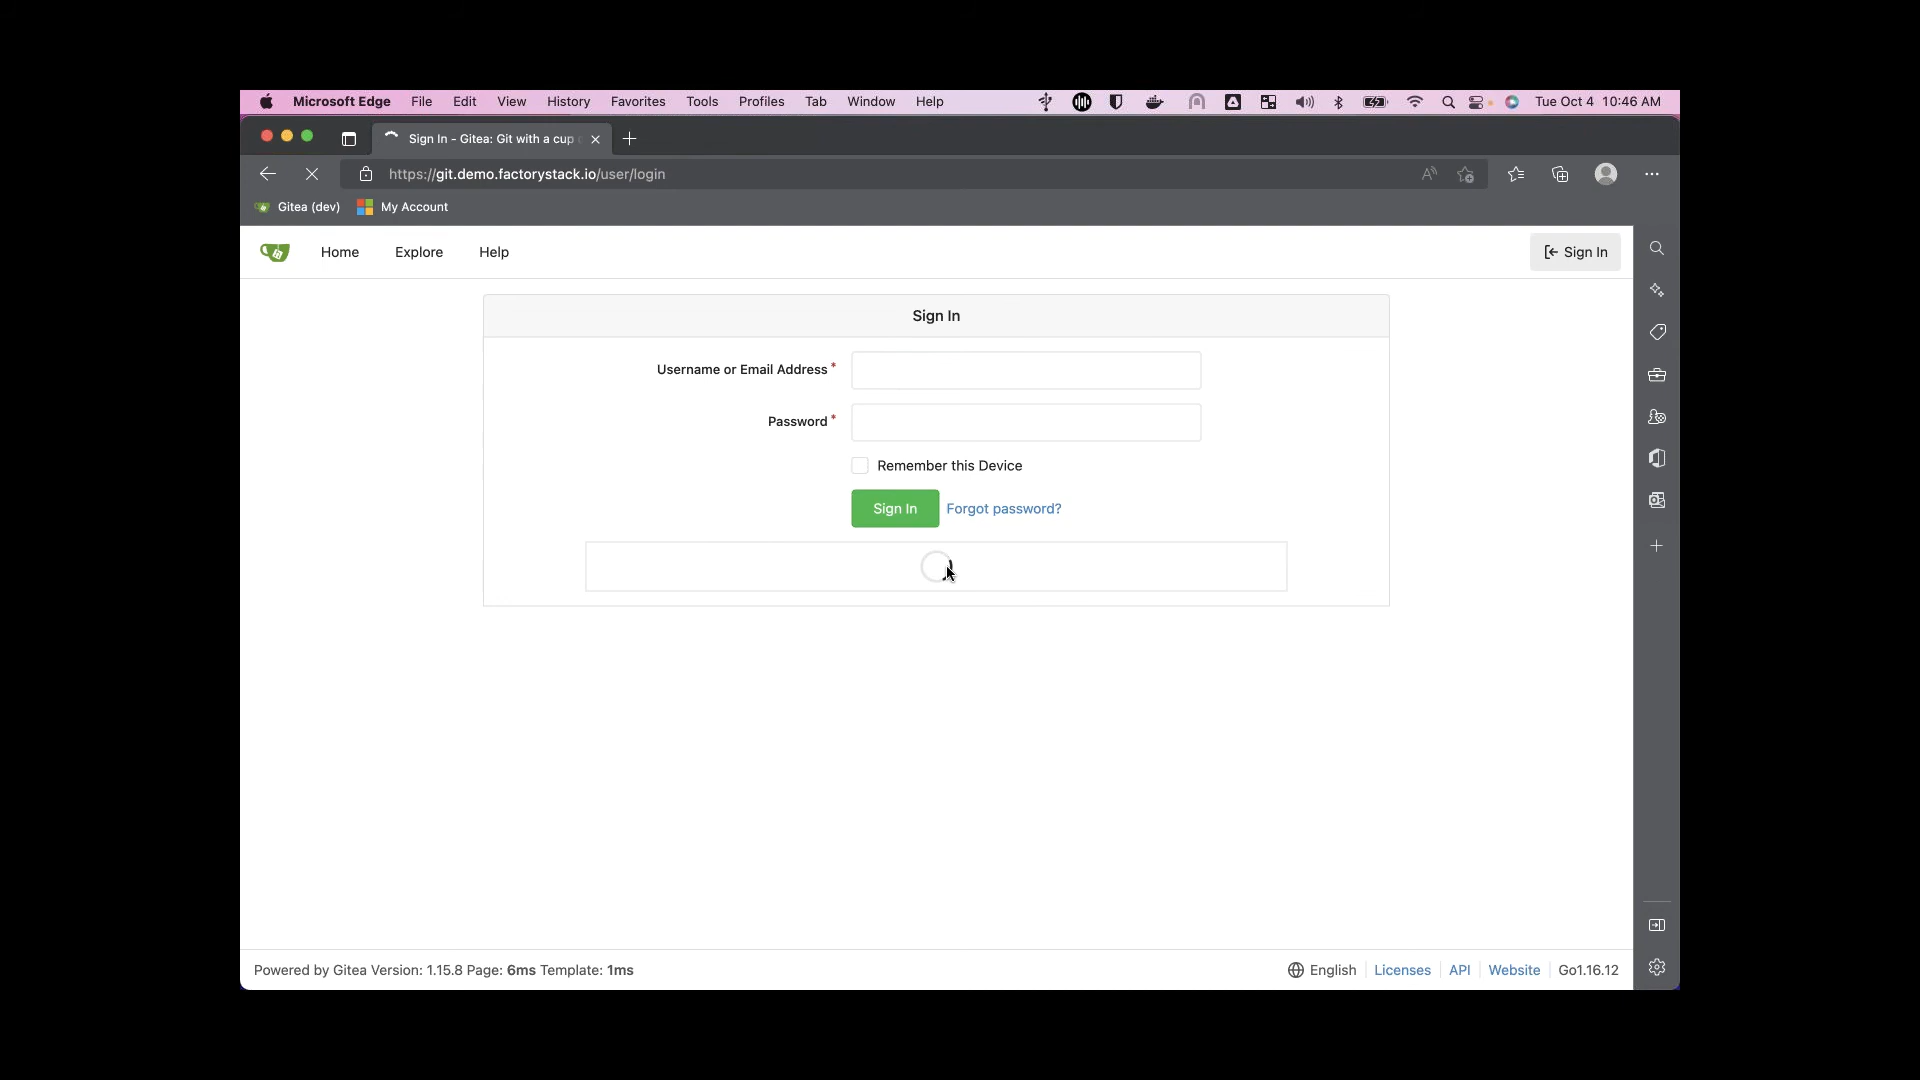 Microsoft Edge File Edit View History Favorites Tools Profiles Tab Window Help Tue Oct 4 10:46 AM
Sign In - Gitea: Git with a cup
https://git.demo.factorystack.io/user/login
Gitea (dev) My Account
Home Explore Help Sign In
Sign In
Username or Email Address *
Password *
Remember this Device
Sign In Forgot password?
Powered by Gitea Version: 1.15.8 Page: 6ms Template: 1ms English Licenses API Website Go1.16.12